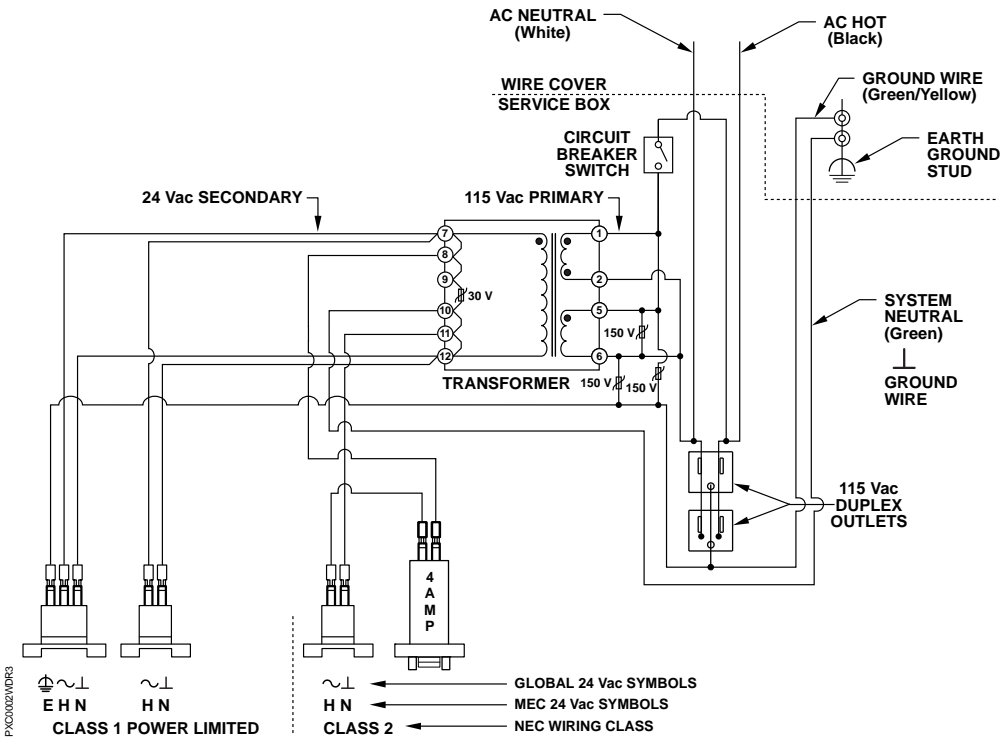 AC NEUTRAL
(White)
AC HOT
(Black)
WIRE COVER
SERVICE BOX
GROUND WIRE
(Green/Yellow)
CIRCUIT
BREAKER
SWITCH
EARTH
GROUND
STUD
24 Vac SECONDARY
115 Vac PRIMARY
7
8
9
10
11
12
30 V
1
2
5
6
150 V
150 V
150 V
TRANSFORMER
SYSTEM
NEUTRAL
(Green)
GROUND
WIRE
115 Vac
DUPLEX
OUTLETS
4
A
M
P
E H N
H N
H N
CLASS 1 POWER LIMITED
CLASS 2
GLOBAL 24 Vac SYMBOLS
MEC 24 Vac SYMBOLS
NEC WIRING CLASS
PXC0002WDR3